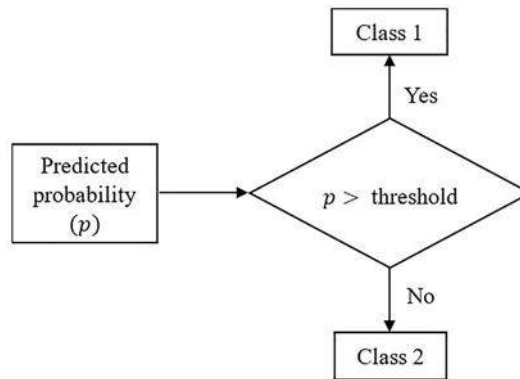 Class 1
Yes
Predicted
probability
(p)
p > threshold
No
Class 2